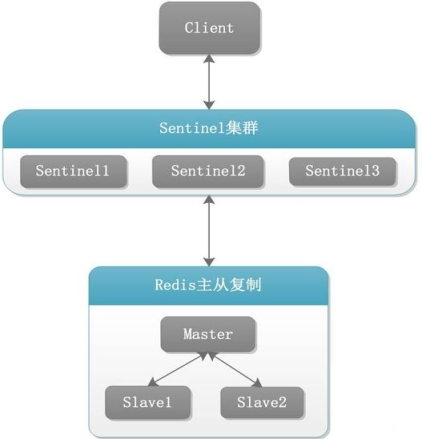 Client
Sentinel集群
Sentinel1 Sentinel2 Sentinel3
Redis主从复制
Master
Slave1 Slave2